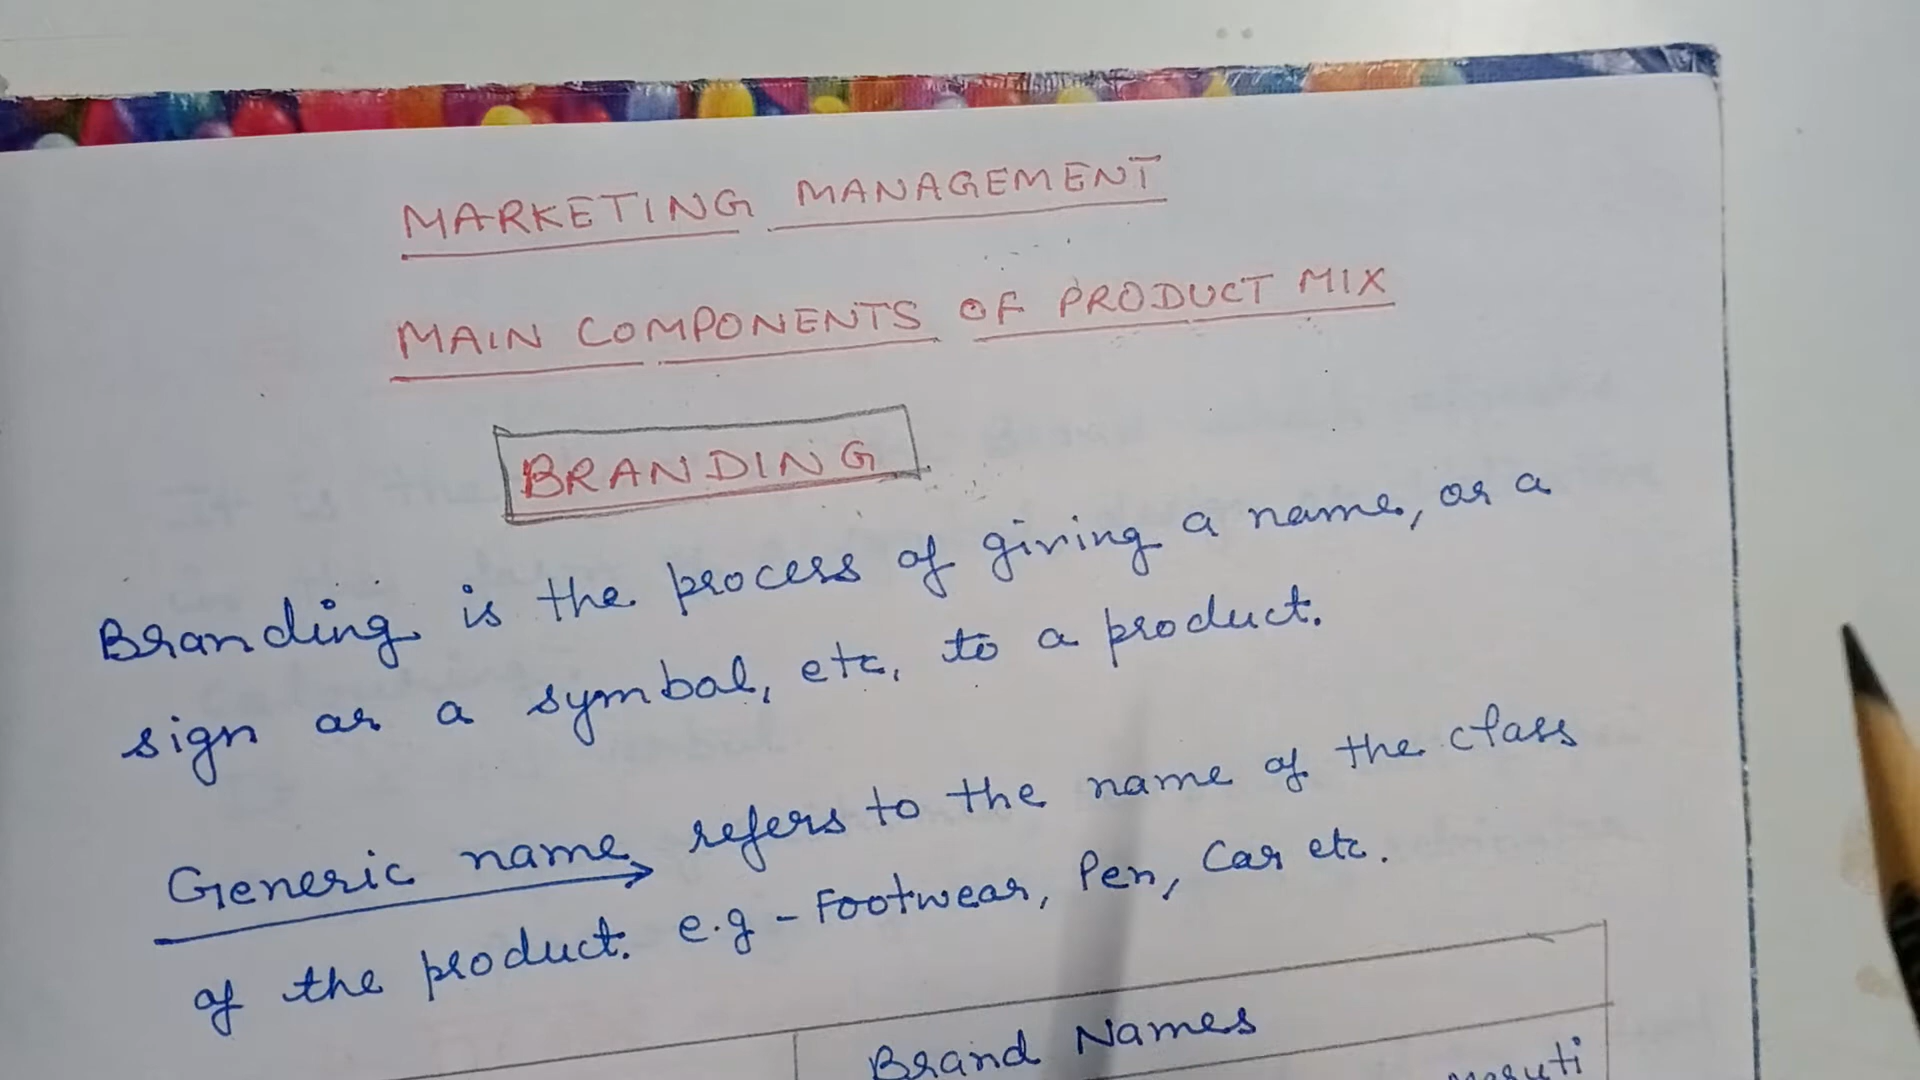 MARKETING MANAGEMENT
MAIN COMPONENTS OF PRODUCT MIX
BRANDING
Branding is the process of giving a name, or a
sign or a symbol, etc, to a product.
Generic name refers to the name of the class
of the product. e.g - Footwear, Pen, Car etc.
Brand Names
Maruti